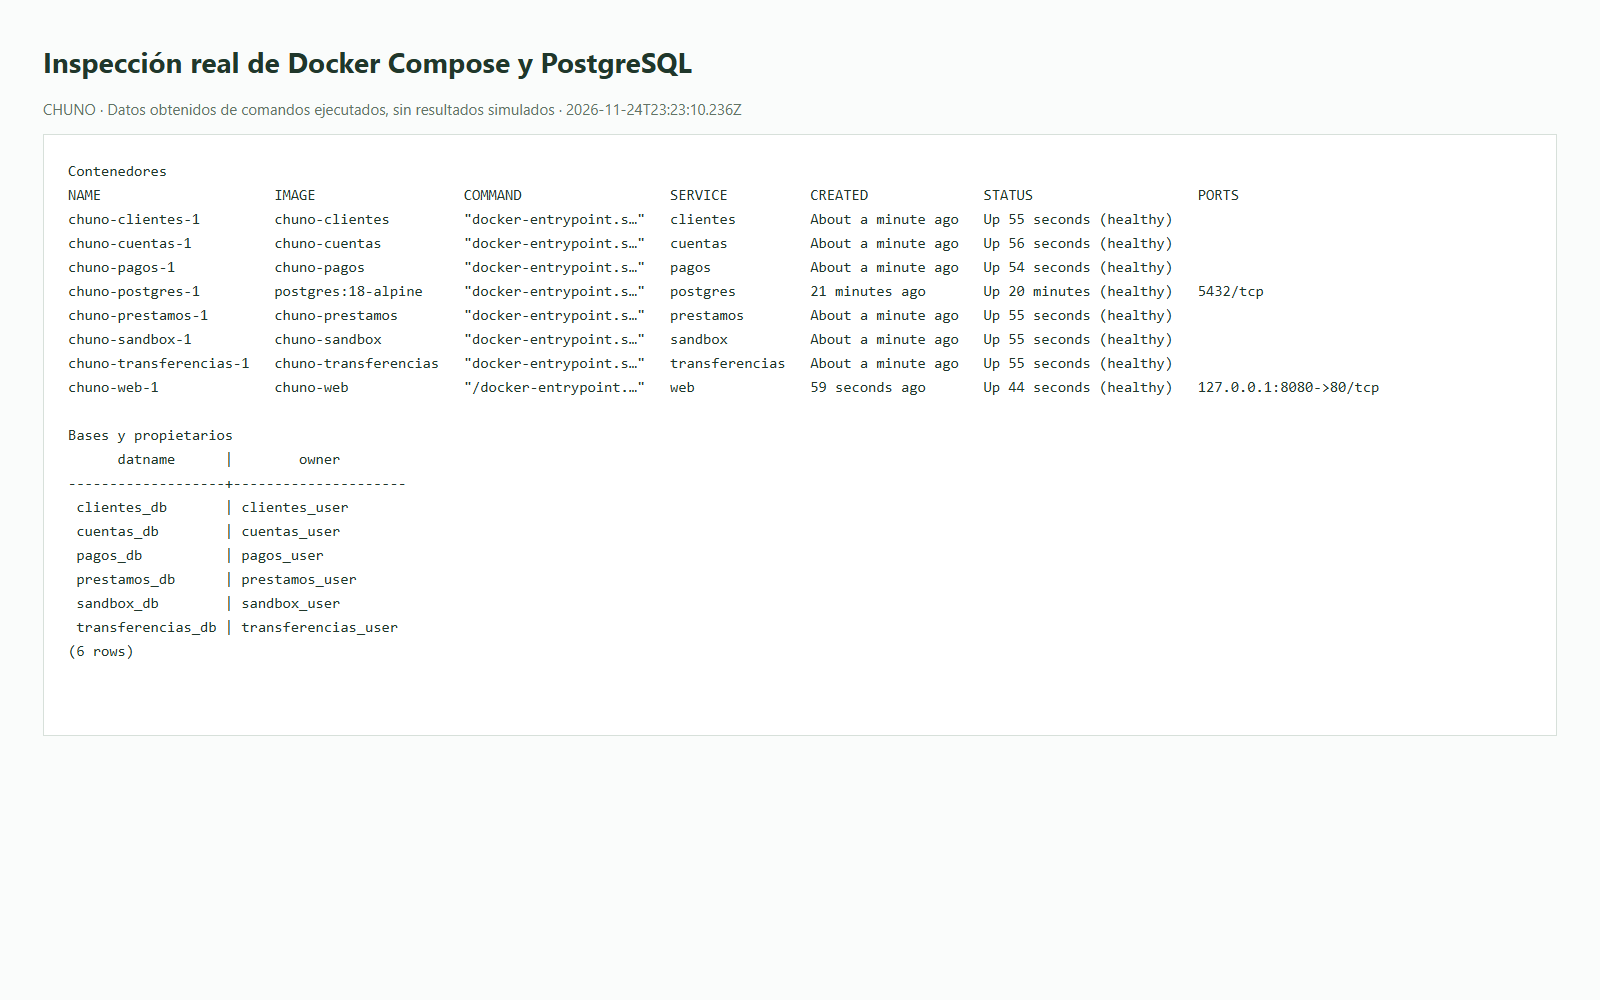 Inspección real de Docker Compose y PostgreSQL
CHUNO · Datos obtenidos de comandos ejecutados, sin resultados simulados · 2026-11-24T23:23:10.236Z
Contenedores
NAME                     IMAGE                  COMMAND                  SERVICE          CREATED              STATUS                    PORTS
chuno-clientes-1         chuno-clientes         "docker-entrypoint.s…"   clientes         About a minute ago   Up 55 seconds (healthy)
chuno-cuentas-1          chuno-cuentas          "docker-entrypoint.s…"   cuentas          About a minute ago   Up 56 seconds (healthy)
chuno-pagos-1            chuno-pagos            "docker-entrypoint.s…"   pagos            About a minute ago   Up 54 seconds (healthy)
chuno-postgres-1         postgres:18-alpine     "docker-entrypoint.s…"   postgres         21 minutes ago       Up 20 minutes (healthy)   5432/tcp
chuno-prestamos-1        chuno-prestamos        "docker-entrypoint.s…"   prestamos        About a minute ago   Up 55 seconds (healthy)
chuno-sandbox-1          chuno-sandbox          "docker-entrypoint.s…"   sandbox          About a minute ago   Up 55 seconds (healthy)
chuno-transferencias-1   chuno-transferencias   "docker-entrypoint.s…"   transferencias   About a minute ago   Up 55 seconds (healthy)
chuno-web-1              chuno-web              "/docker-entrypoint.…"   web              59 seconds ago       Up 44 seconds (healthy)   127.0.0.1:8080->80/tcp
Bases y propietarios
      datname      |        owner
-------------------+---------------------
 clientes_db       | clientes_user
 cuentas_db        | cuentas_user
 pagos_db          | pagos_user
 prestamos_db      | prestamos_user
 sandbox_db        | sandbox_user
 transferencias_db | transferencias_user
(6 rows)